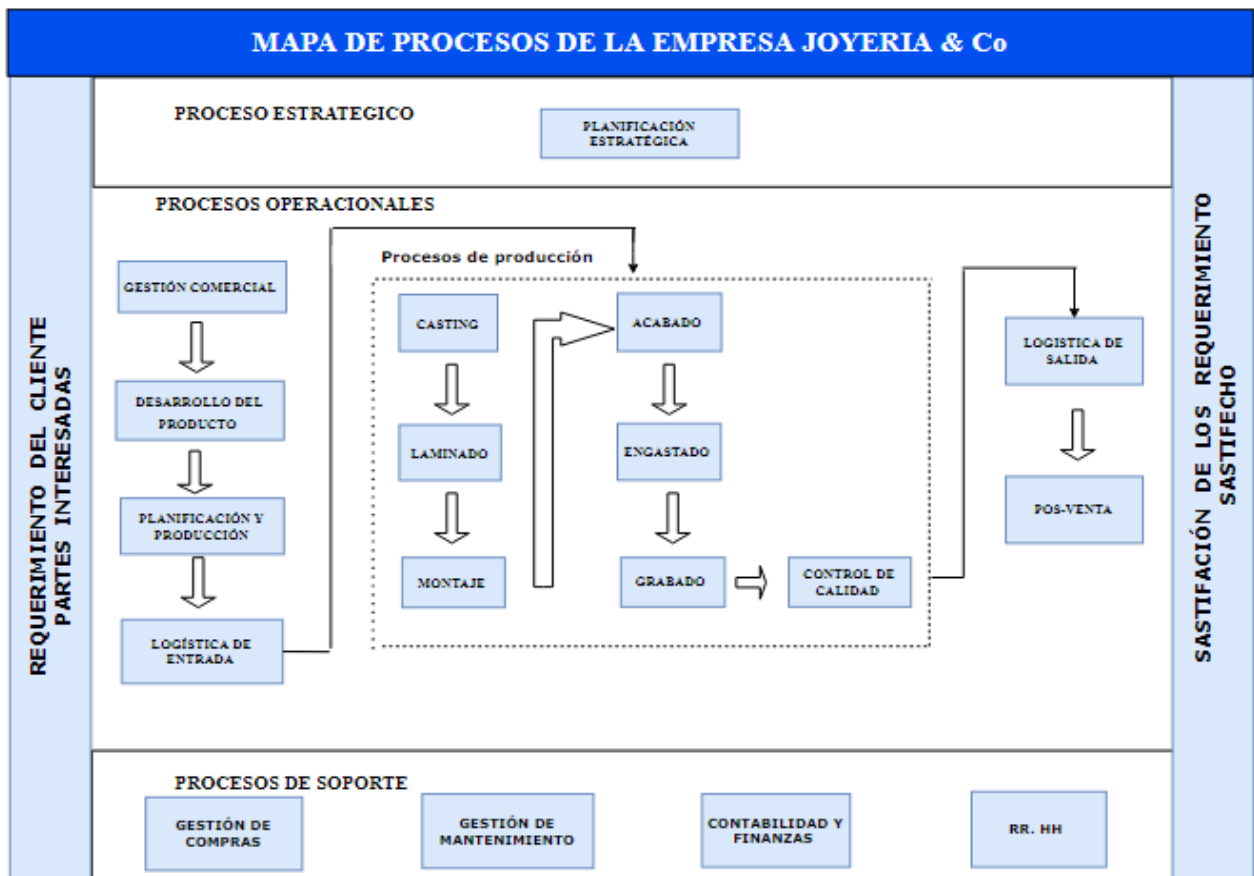 MAPA DE PROCESOS DE LA EMPRESA JOYERIA & Co
REQUERIMIENTO DEL CLIENTE
PARTES INTERESADAS
PROCESO ESTRATEGICO
PLANIFICACIÓN
ESTRATÉGICA
PROCESOS OPERACIONALES
GESTIÓN COMERCIAL
DESARROLLO DEL
PRODUCTO
PLANIFICACIÓN Y
PRODUCCIÓN
LOGÍSTICA DE
ENTRADA
Procesos de producción
CASTING
LAMINADO
MONTAJE
ACABADO
ENGASTADO
GRABADO
CONTROL DE
CALIDAD
LOGISTICA DE
SALIDA
POS-VENTA
PROCESOS DE SOPORTE
GESTIÓN DE
COMPRAS
GESTIÓN DE
MANTENIMIENTO
CONTABILIDAD Y
FINANZAS
RR. HH
SASTIFACIÓN DE LOS REQUERIMIENTO
SASTIFECHO